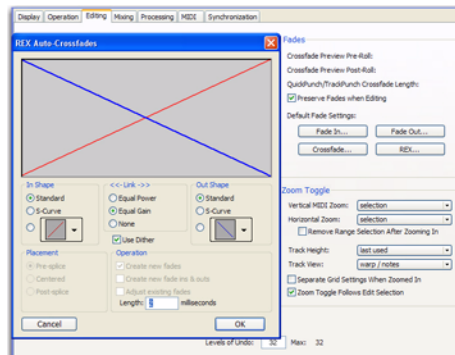 Display Operation Editing Mixing Processing MIDI Synchronization
REX Auto-Crossfades
In Shape
Standard
S-Curve
<<-Link ->>
Equal Power
Equal Gain
None
Use Dither
Out Shape
Standard
S-Curve
Placement
Pre-splice
Centered
Post splice
Operation
Create new fades
Create new fade ins & outs
Adjust existing fades
Length: milliseconds
Cancel
OK
Fades
Crossfade Preview Pre-Roll:
Crossfade Preview Post-Roll:
QuickPunch/TrackPunch Crossfade Length:
Preserve Fades when Editing
Default Fade Settings:
Fade In... Fade Out...
Crossfade... REX...
Zoom Toggle
Vertical MIDI Zoom: selection
Horizontal Zoom: selection
Remove Range Selection After Zooming In
Track Height: last used
Track View: warp / notes
Separate Grid Settings When Zoomed In
Zoom Toggle Follows Edit Selection
Levels of Undo: 32 Max: 32